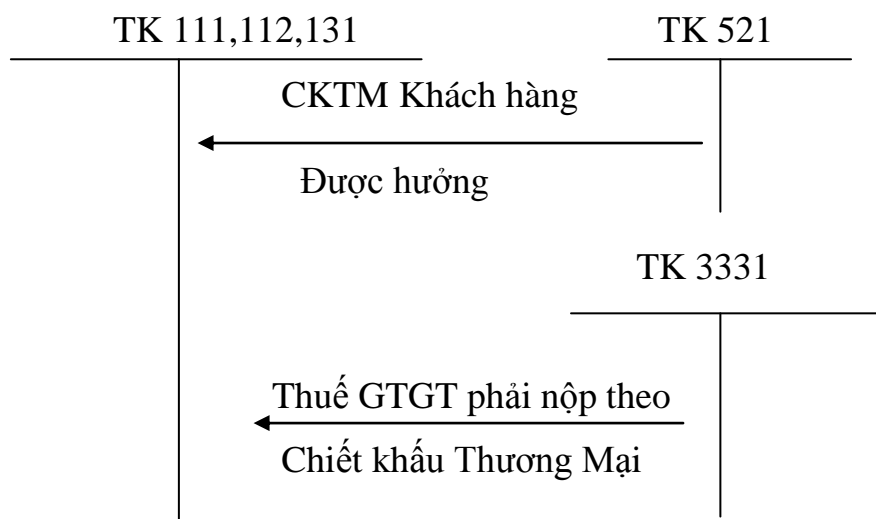 TK 111,112,131
TK 521
CKTM Khách hàng
Được hưởng
TK 3331
Thuế GTGT phải nộp theo
Chiết khấu Thương Mại